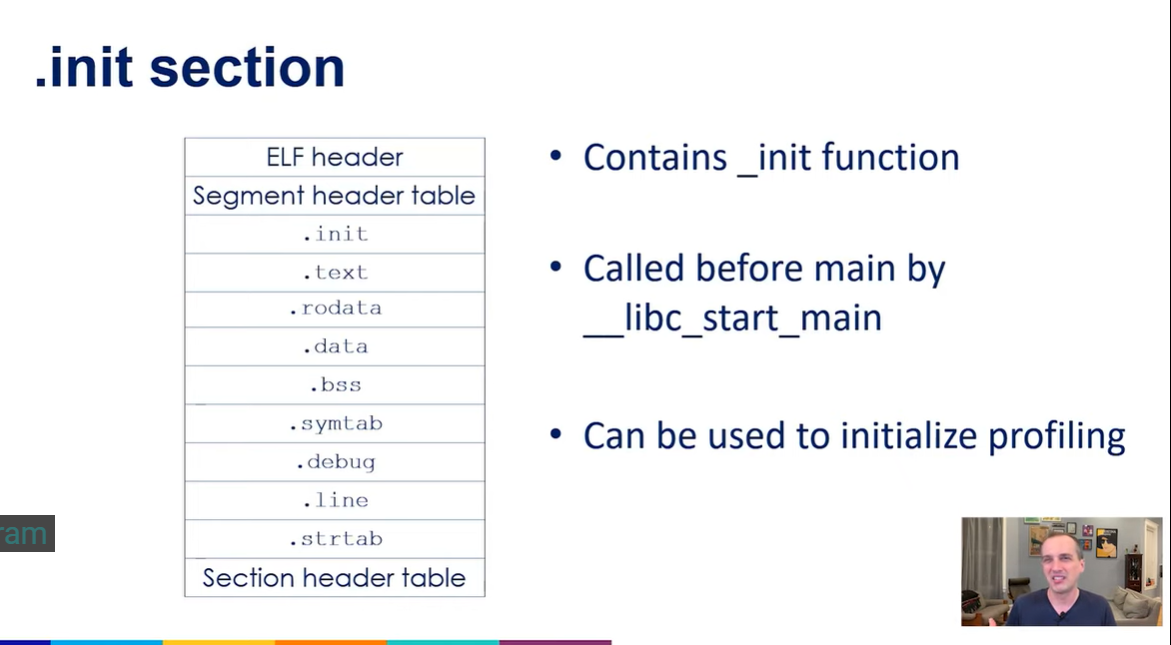 .init section
ELF header
Segment header table
.init
.text
.rodata
.data
.bss
.symtab
.debug
.line
.strtab
Section header table
• Contains _init function
• Called before main by
__libc_start_main
• Can be used to initialize profiling
ram